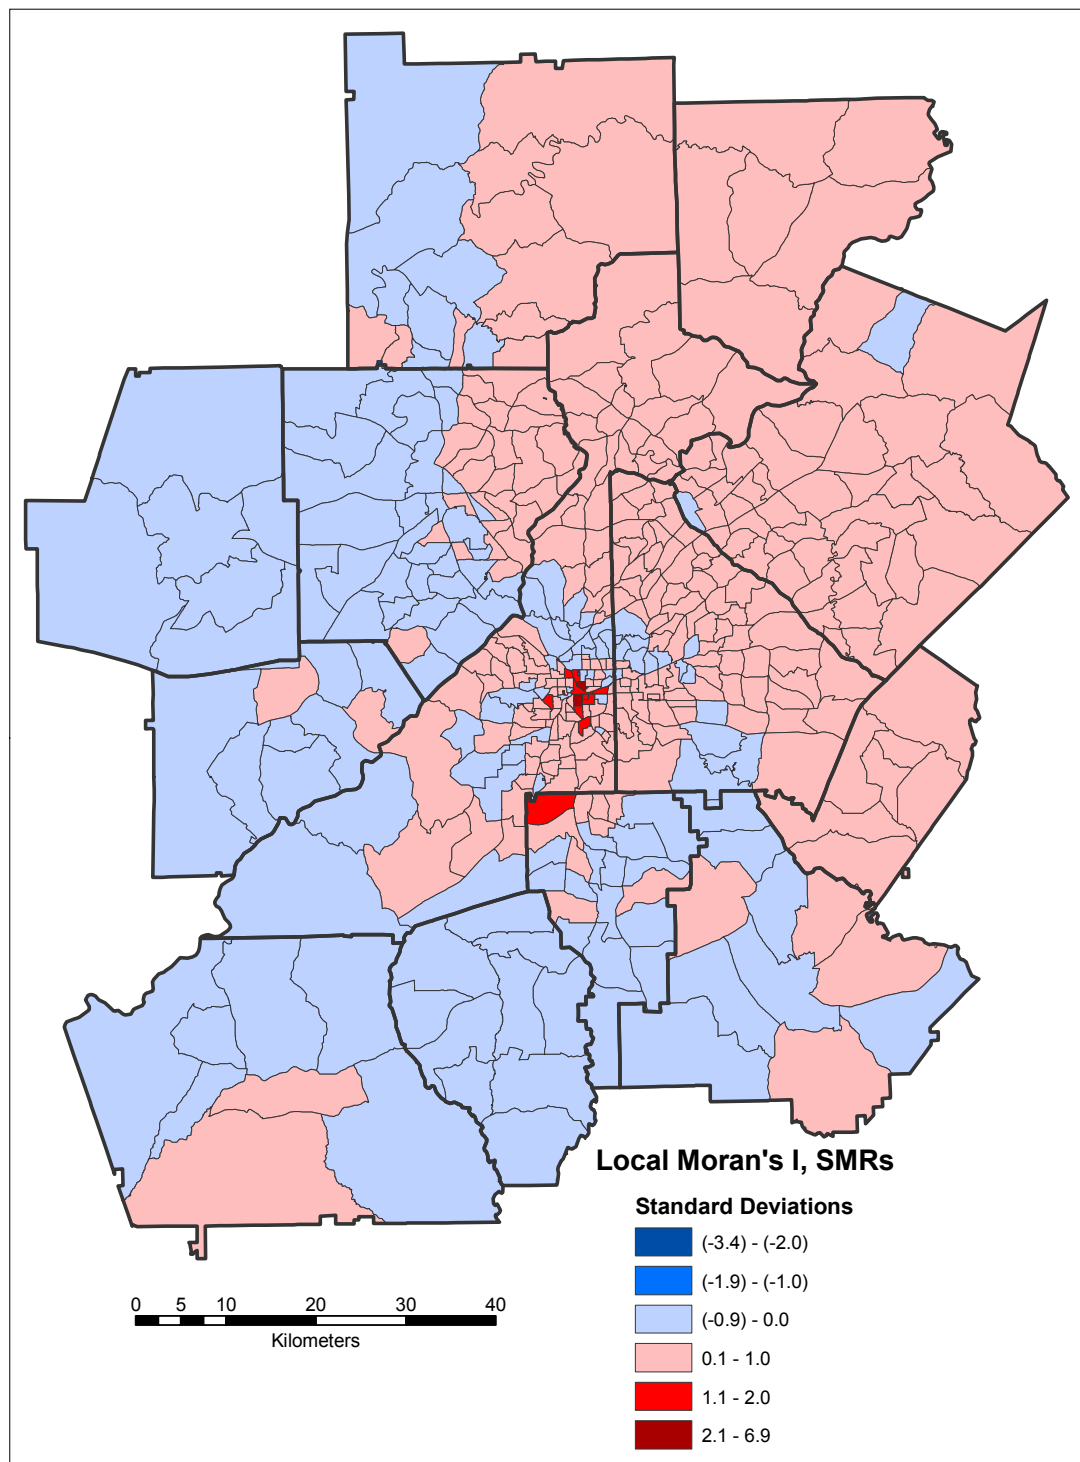 Local Moran's I, SMRs
Standard Deviations
(-3.4) - (-2.0)
(-1.9) - (-1.0)
(-0.9) - 0.0
0.1 - 1.0
1.1 - 2.0
2.1 - 6.9
0 5 10 20 30 40
Kilometers